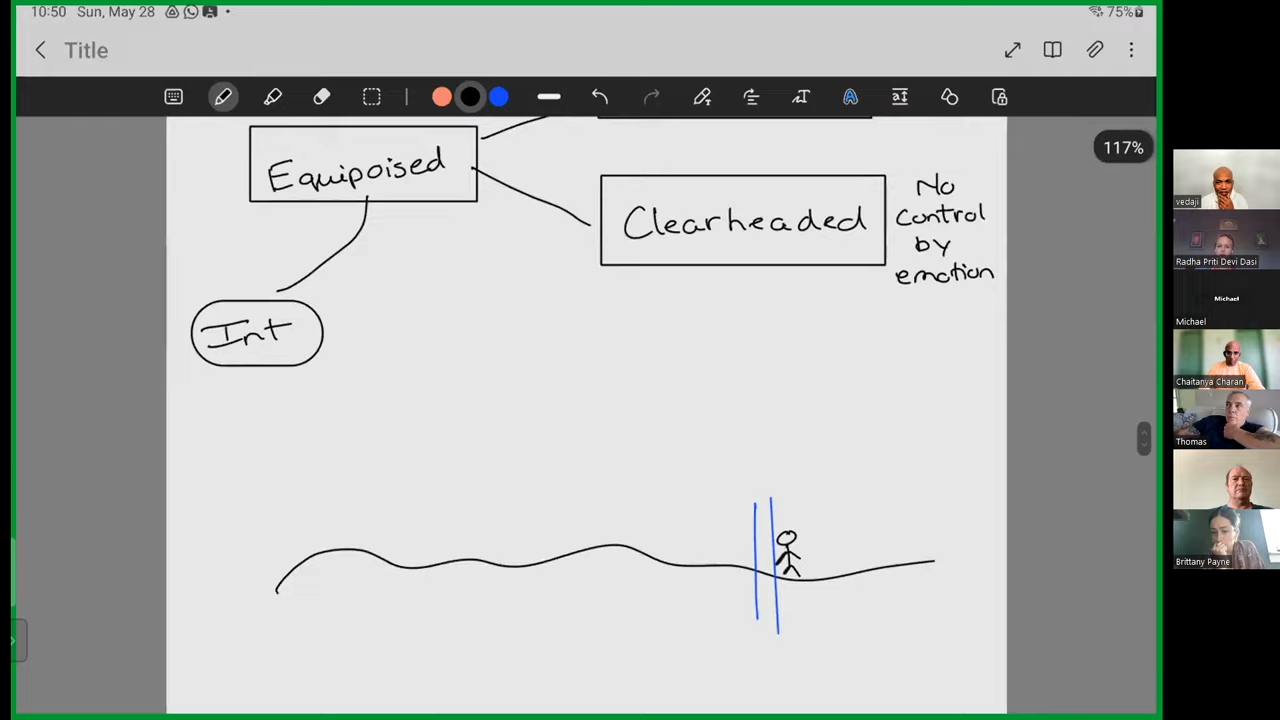 10:50 Sun, May 28
75%
Title
117%
Equipoised
Clearheaded
No
control
by
emotion
Int
vedaji
Radha Priti Devi Dasi
Michael
Michael
Chaitanya Charan
Thomas
Brittany Payne